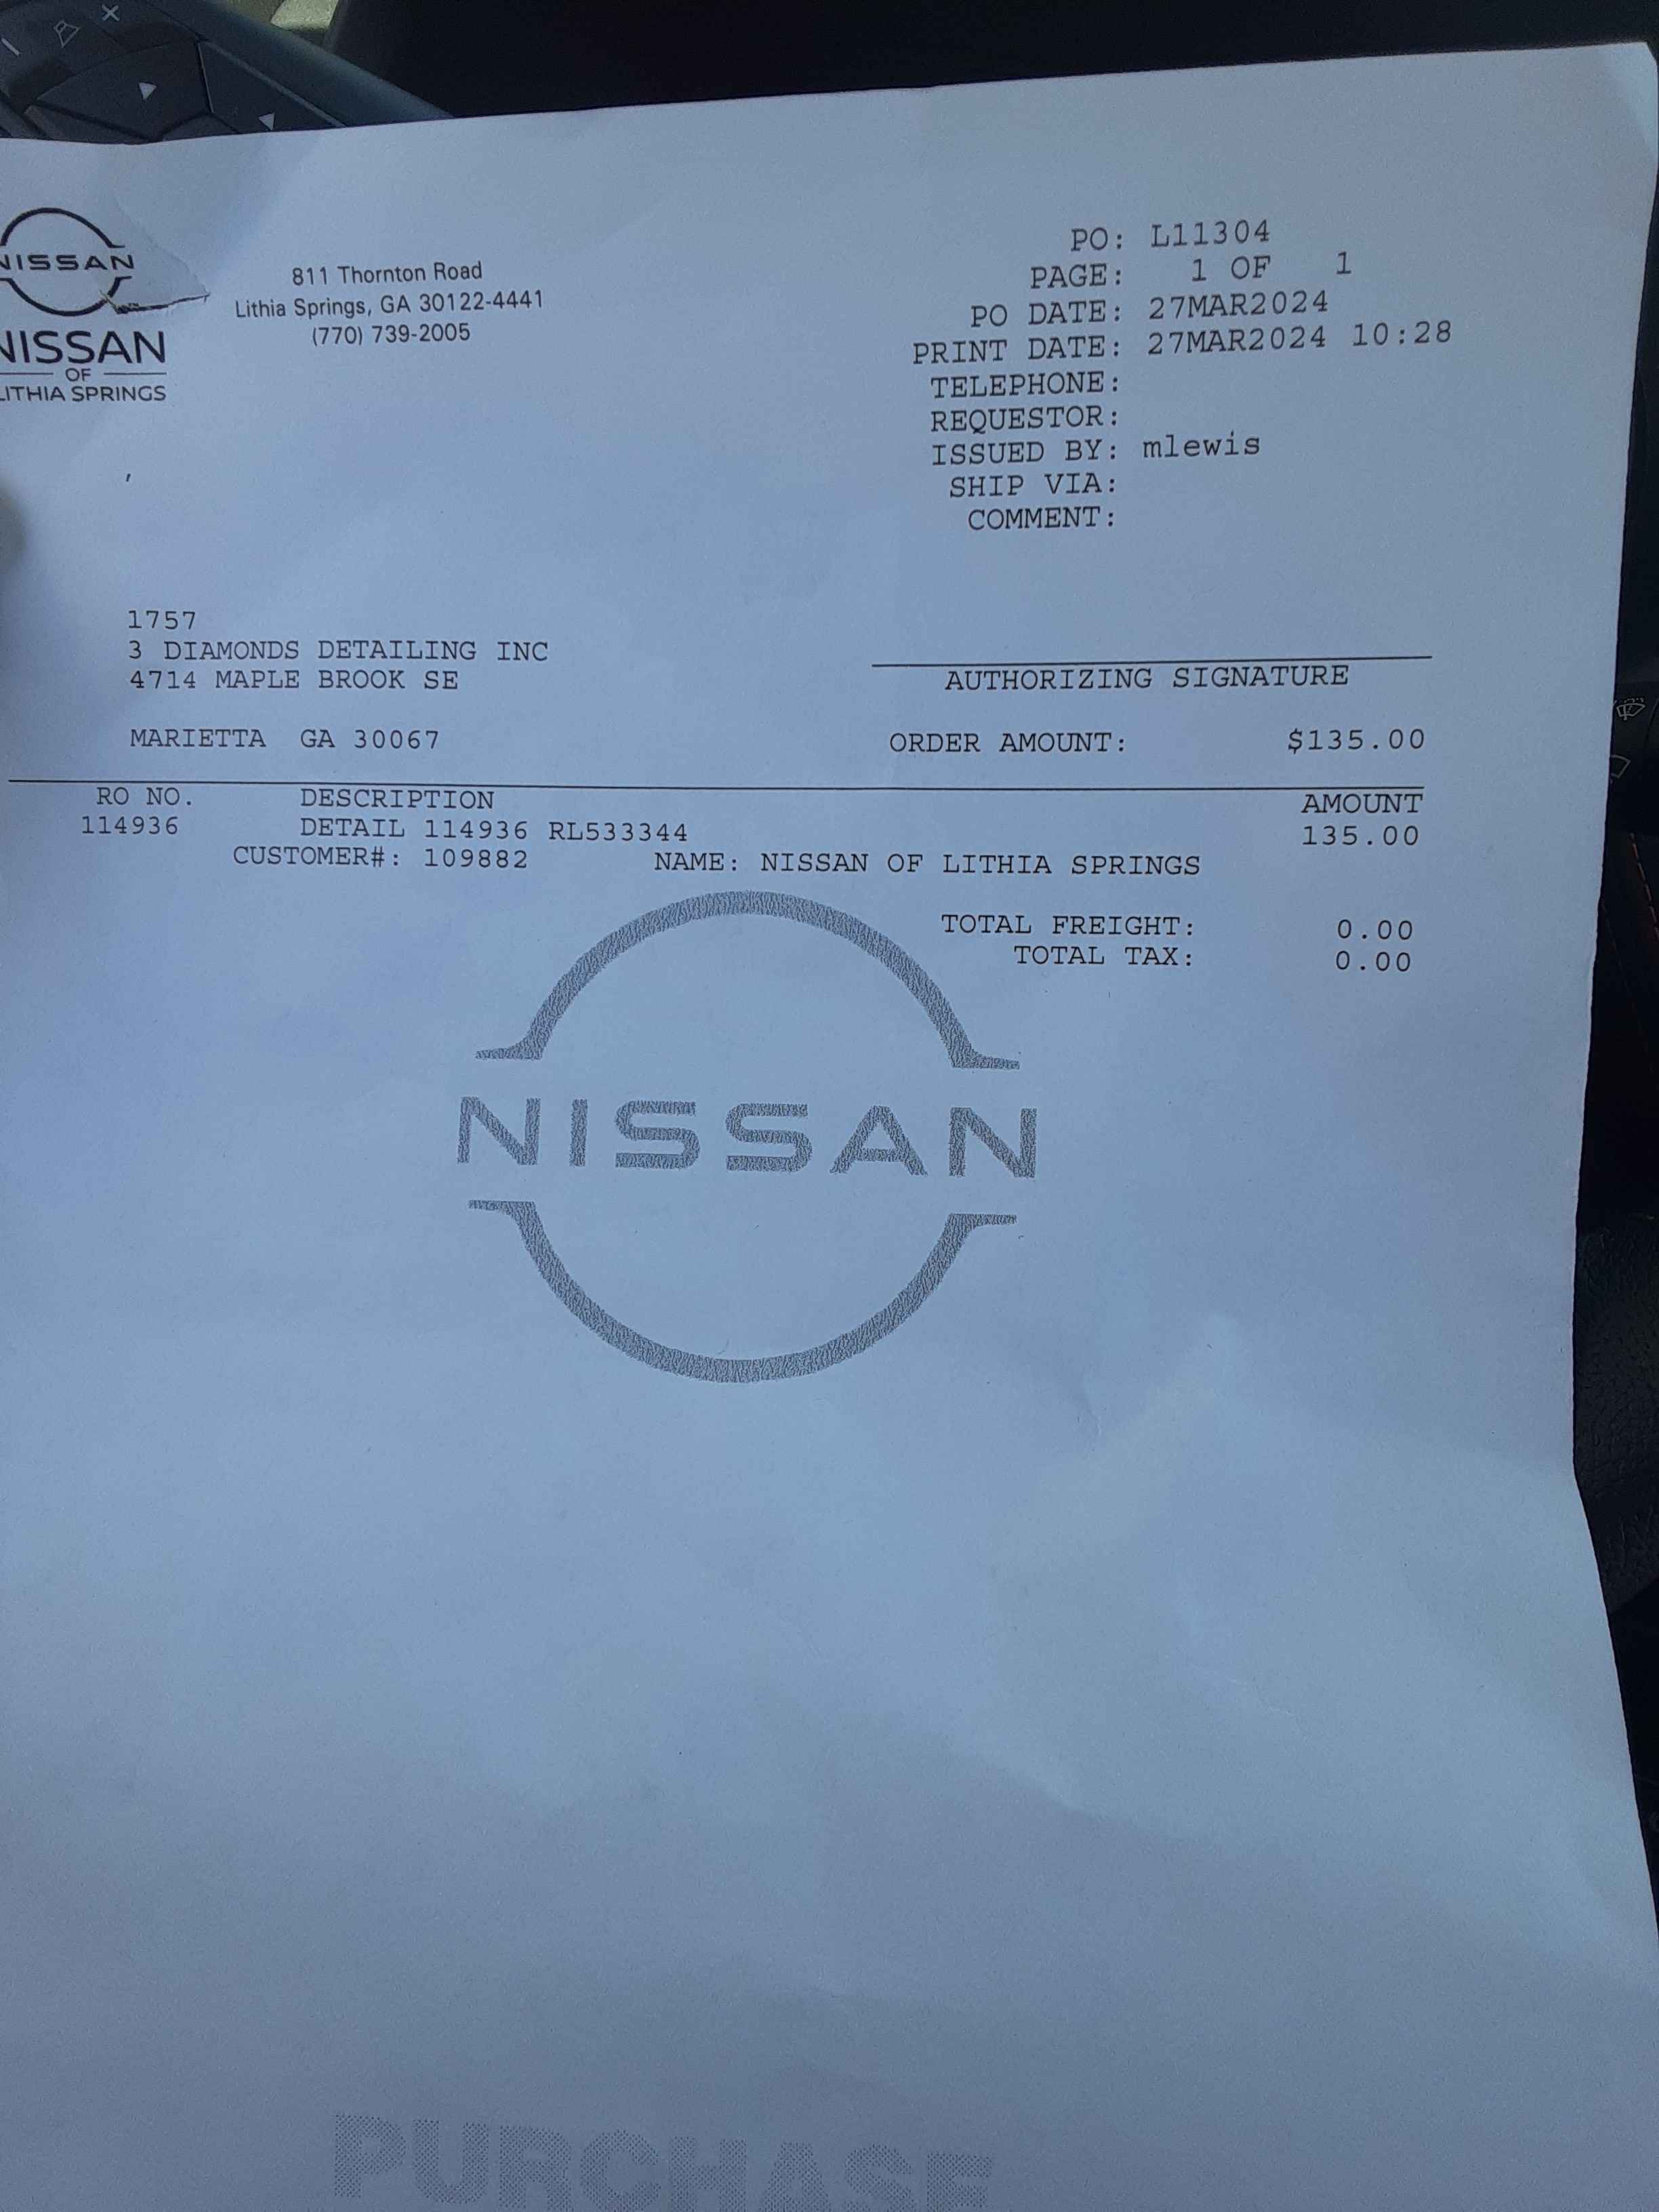 NISSAN
NISSAN
OF
LITHIA SPRINGS
811 Thornton Road
Lithia Springs, GA 30122-4441
(770) 739-2005
PO: L11304
PAGE: 1 OF 1
PO DATE: 27MAR2024
PRINT DATE: 27MAR2024 10:28
TELEPHONE:
REQUESTOR:
ISSUED BY: mlewis
SHIP VIA:
COMMENT:
,
1757
3 DIAMONDS DETAILING INC
4714 MAPLE BROOK SE
MARIETTA GA 30067
AUTHORIZING SIGNATURE
ORDER AMOUNT: $135.00
RO NO. DESCRIPTION AMOUNT
114936 DETAIL 114936 RL533344 135.00
CUSTOMER#: 109882 NAME: NISSAN OF LITHIA SPRINGS
TOTAL FREIGHT: 0.00
TOTAL TAX: 0.00
NISSAN
PURCHASE